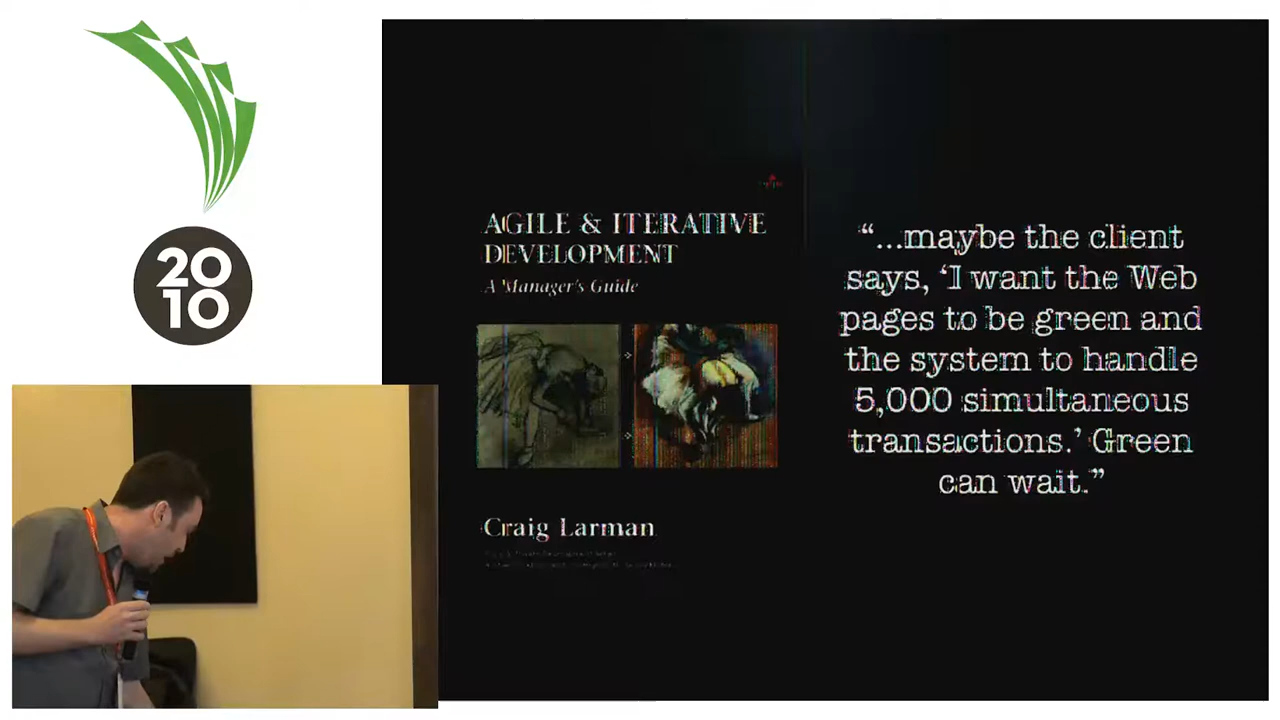 20
10
AGILE & ITERATIVE
DEVELOPMENT
A Manager's Guide
Craig Larman
“...maybe the client
says, ‘I want the Web
pages to be green and
the system to handle
5,000 simultaneous
transactions.’ Green
can wait.”